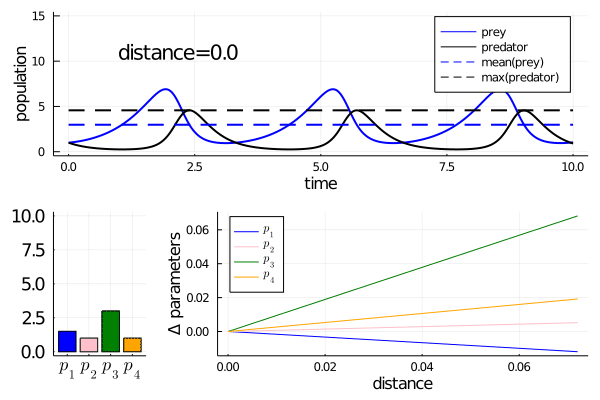 15
10
5
0
population
distance=0.0
prey
predator
mean(prey)
max(predator)
0.0
2.5
5.0
7.5
10.0
time
10.0
7.5
5.0
2.5
0.0
p1
p2
p3
p4
0.06
0.04
0.02
0.00
Δ parameters
p1
p2
p3
p4
0.00
0.02
0.04
0.06
distance